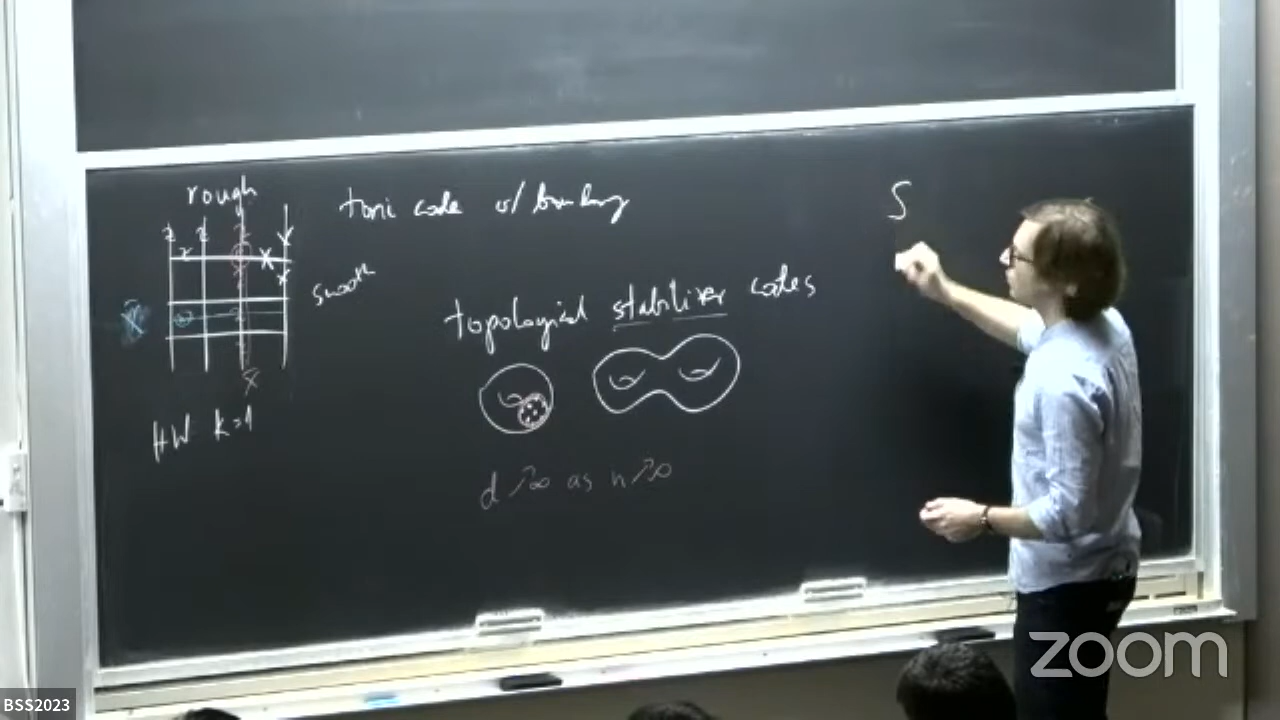 rough
toric code w/ boundary
Z Z Z
X X X
smooth
S
topological stabilizer codes
X̄
HW k=1
d ↗∞ as n ↗∞
zoom
BSS2023